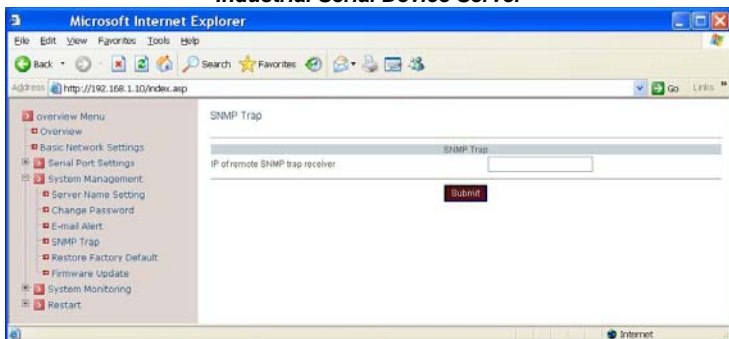 Industrial Serial Device Server
Microsoft Internet Explorer
File Edit View Favorites Tools Help
Back Search Favorites
Address http://192.168.1.10/index.asp Go Links »
overview Menu
Overview
Basic Network Settings
Serial Port Settings
System Management
Server Name Setting
Change Password
E-mail Alert
SNMP Trap
Restore Factory Default
Firmware Update
System Monitoring
Restart
SNMP Trap
SNMP Trap
IP of remote SNMP trap receiver
Submit
Internet